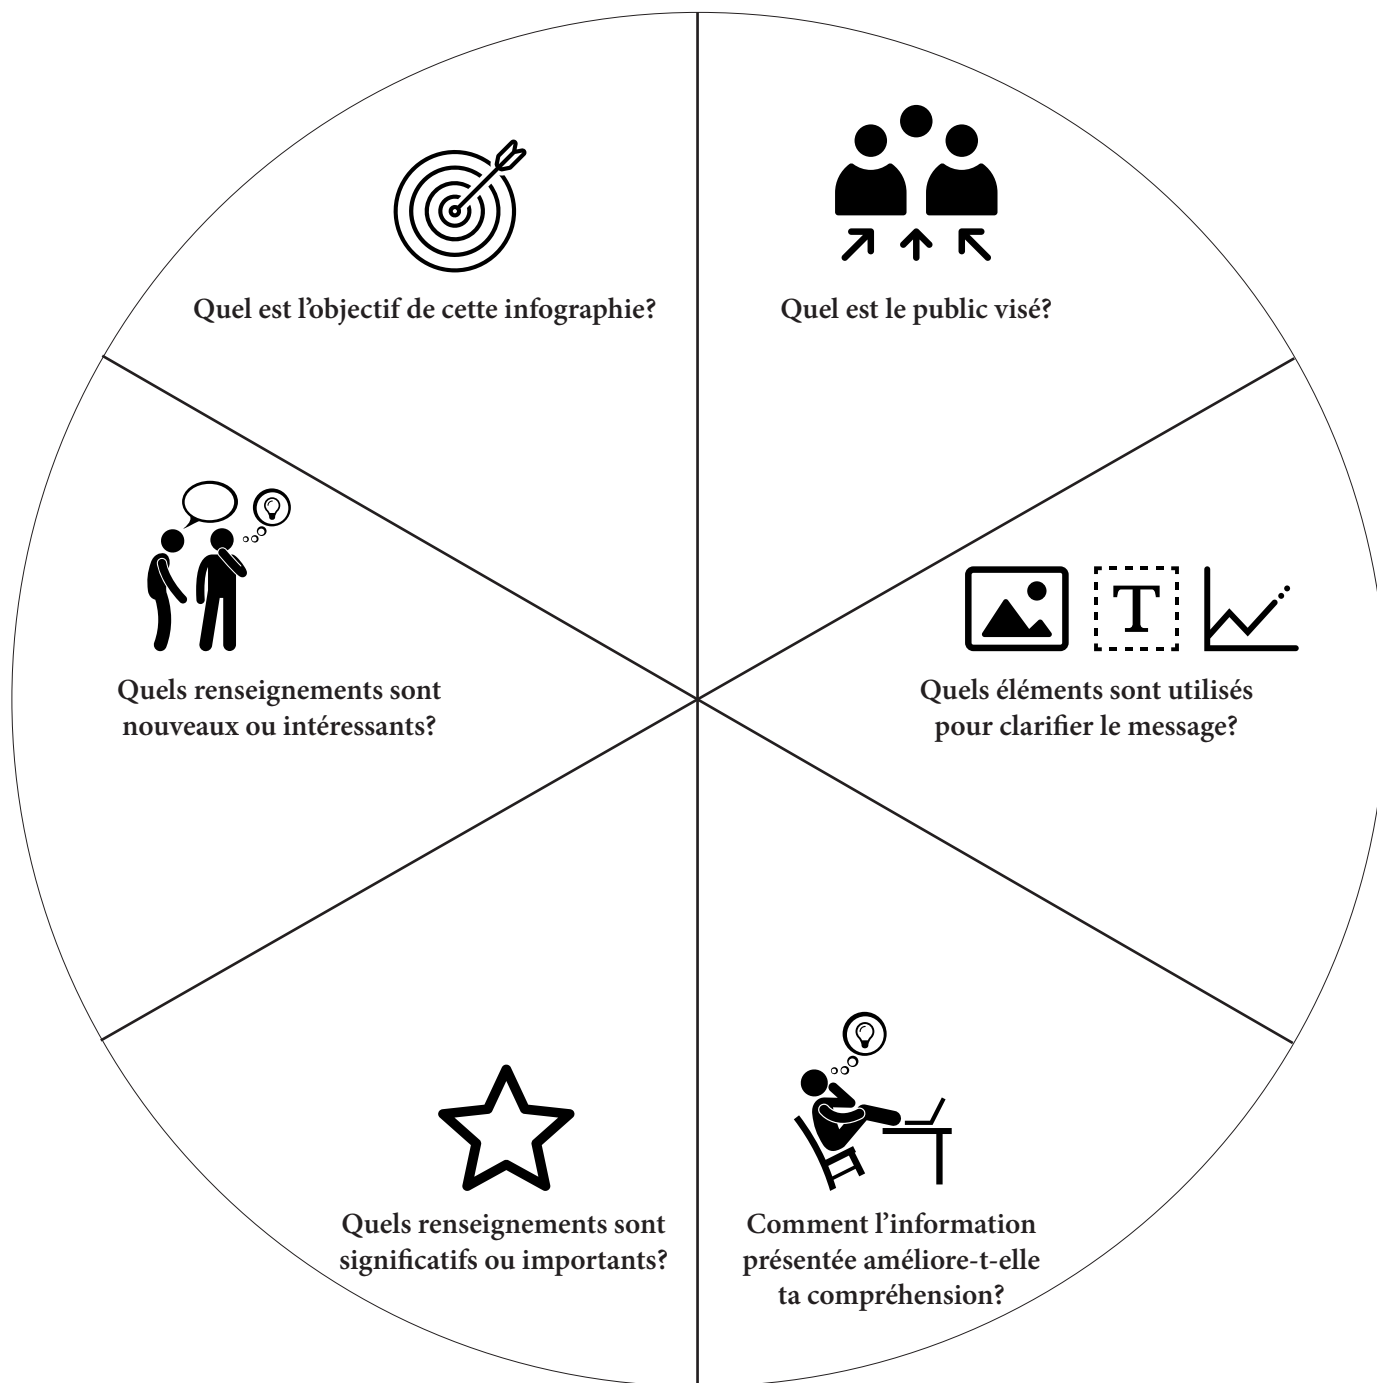 Quel est l’objectif de cette infographie?
Quel est le public visé?
Quels renseignements sont
nouveaux ou intéressants?
T
Quels éléments sont utilisés
pour clarifier le message?
Quels renseignements sont
significatifs ou importants?
Comment l’information
présentée améliore-t-elle
ta compréhension?